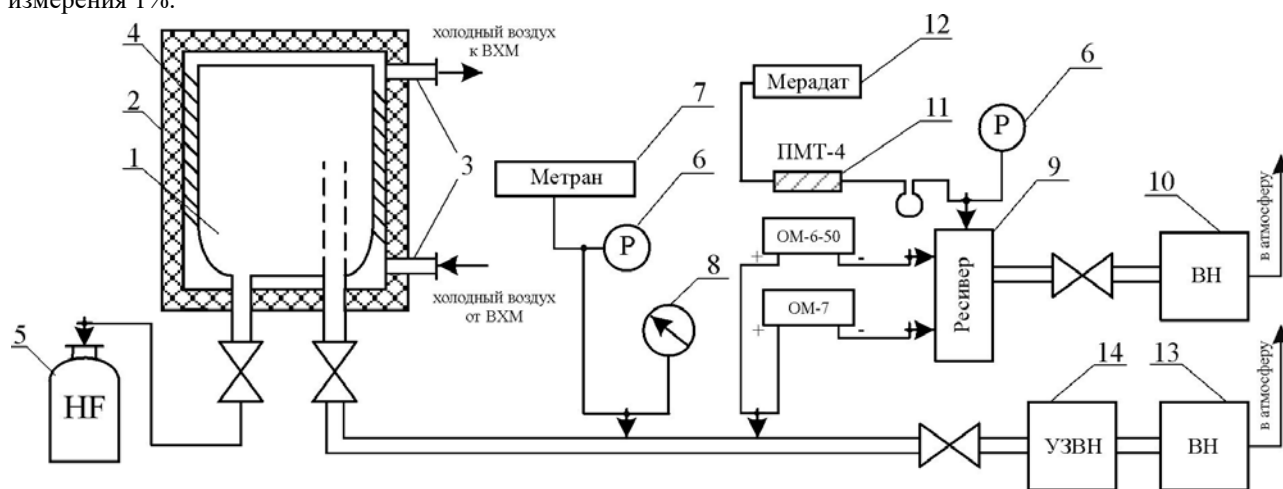 измерения 1%.
4
2
1
холодный воздух
к ВХМ
3
холодный воздух
от ВХМ
5
HF
7
Метран
6
P
8
12
Мерадат
11
ПМТ-4
6
P
9
ОМ-6-50
+
-
ОМ-7
+
-
Ресивер
10
ВН
в атмосферу
14
УЗВН
13
ВН
в атмосферу